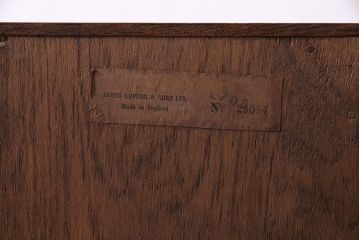 JAMES LUPTON & SONS LTD.
Made in England
No 25054